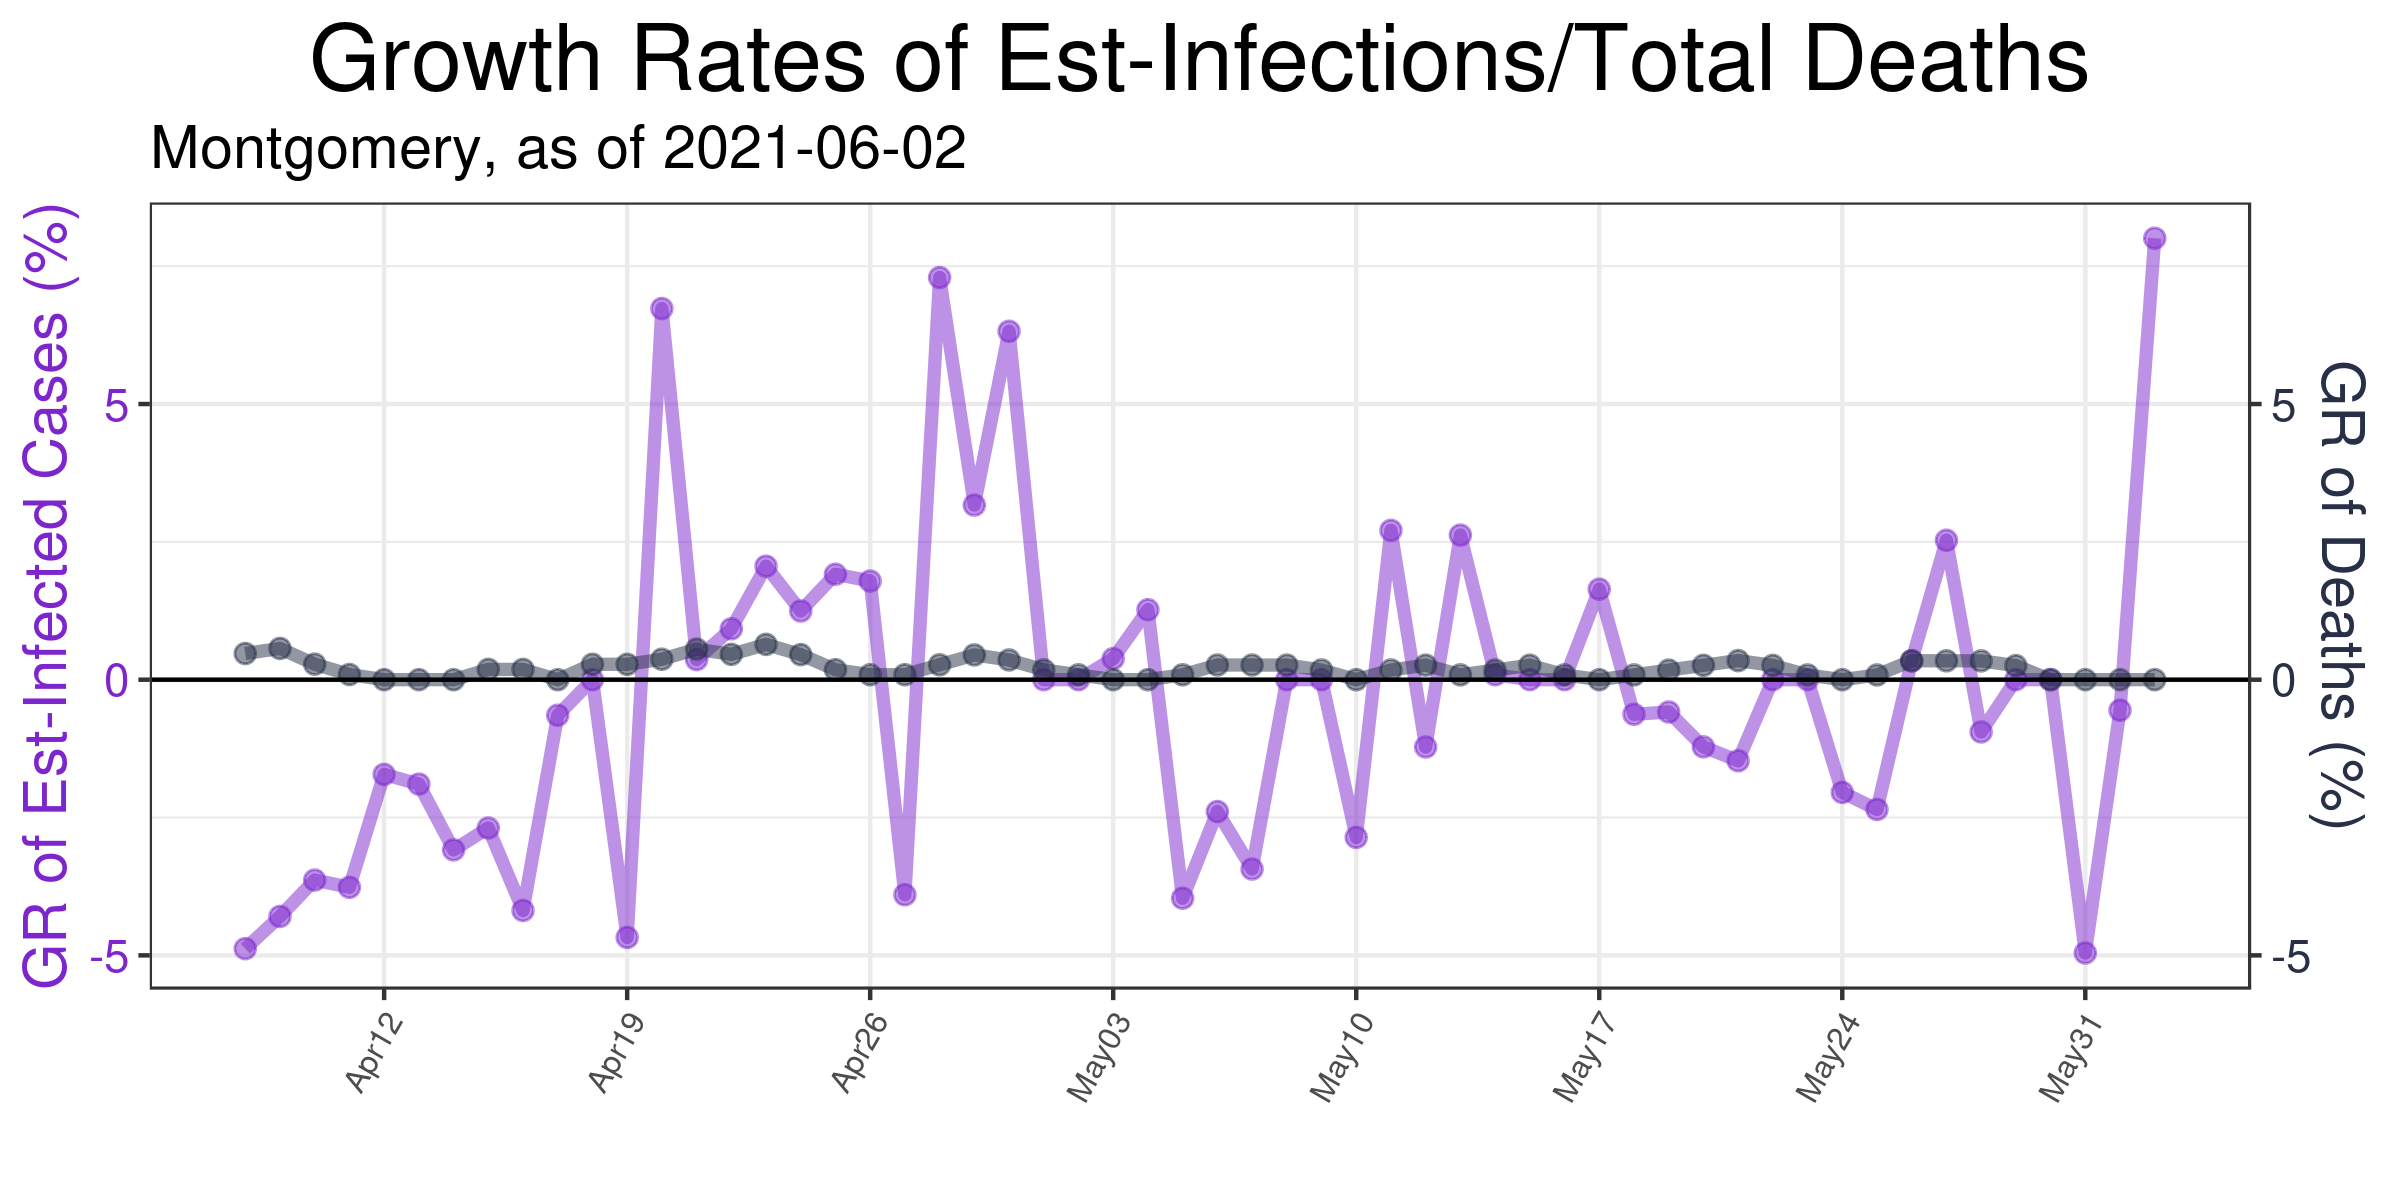 Growth Rates of Est-Infections/Total Deaths
Montgomery, as of 2021-06-02
GR of Est-Infected Cases (%)
5
0
-5
5
0
-5
GR of Deaths (%)
Apr12
Apr19
Apr26
May03
May10
May17
May24
May31